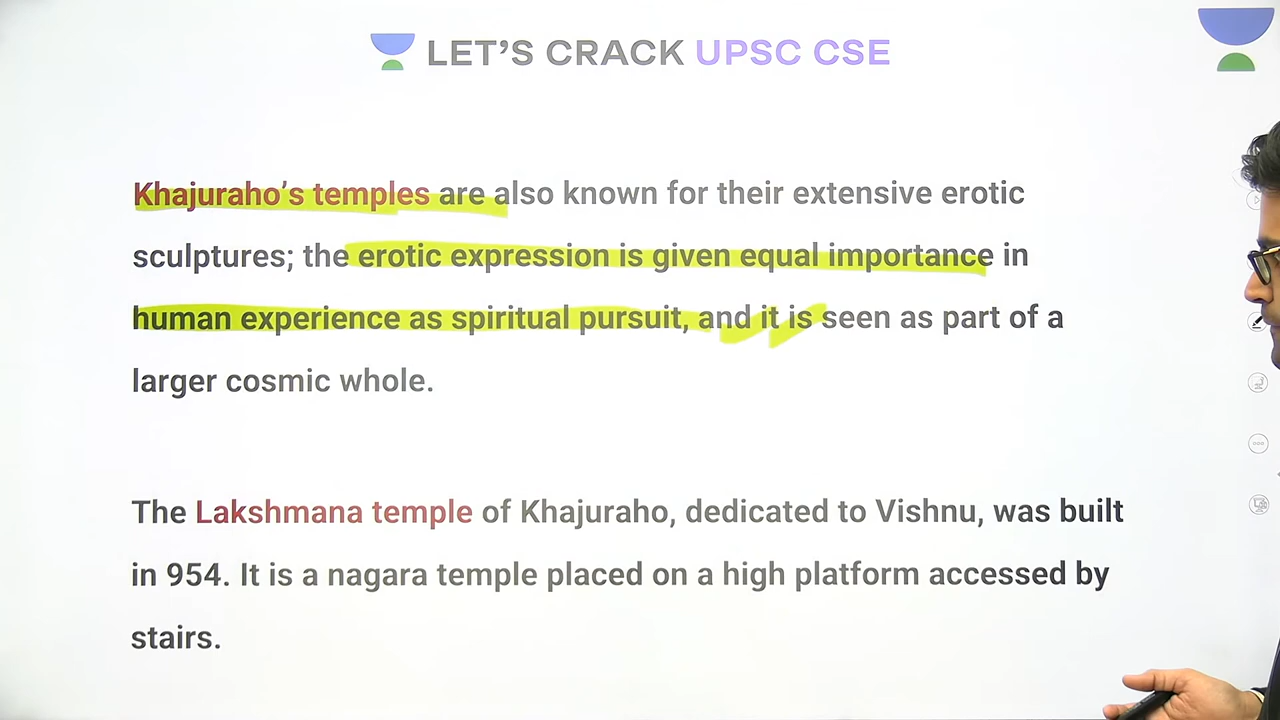 LET'S CRACK UPSC CSE
Khajuraho's temples are also known for their extensive erotic
sculptures; the erotic expression is given equal importance in
human experience as spiritual pursuit, and it is seen as part of a
larger cosmic whole.
The Lakshmana temple of Khajuraho, dedicated to Vishnu, was built
in 954. It is a nagara temple placed on a high platform accessed by
stairs.